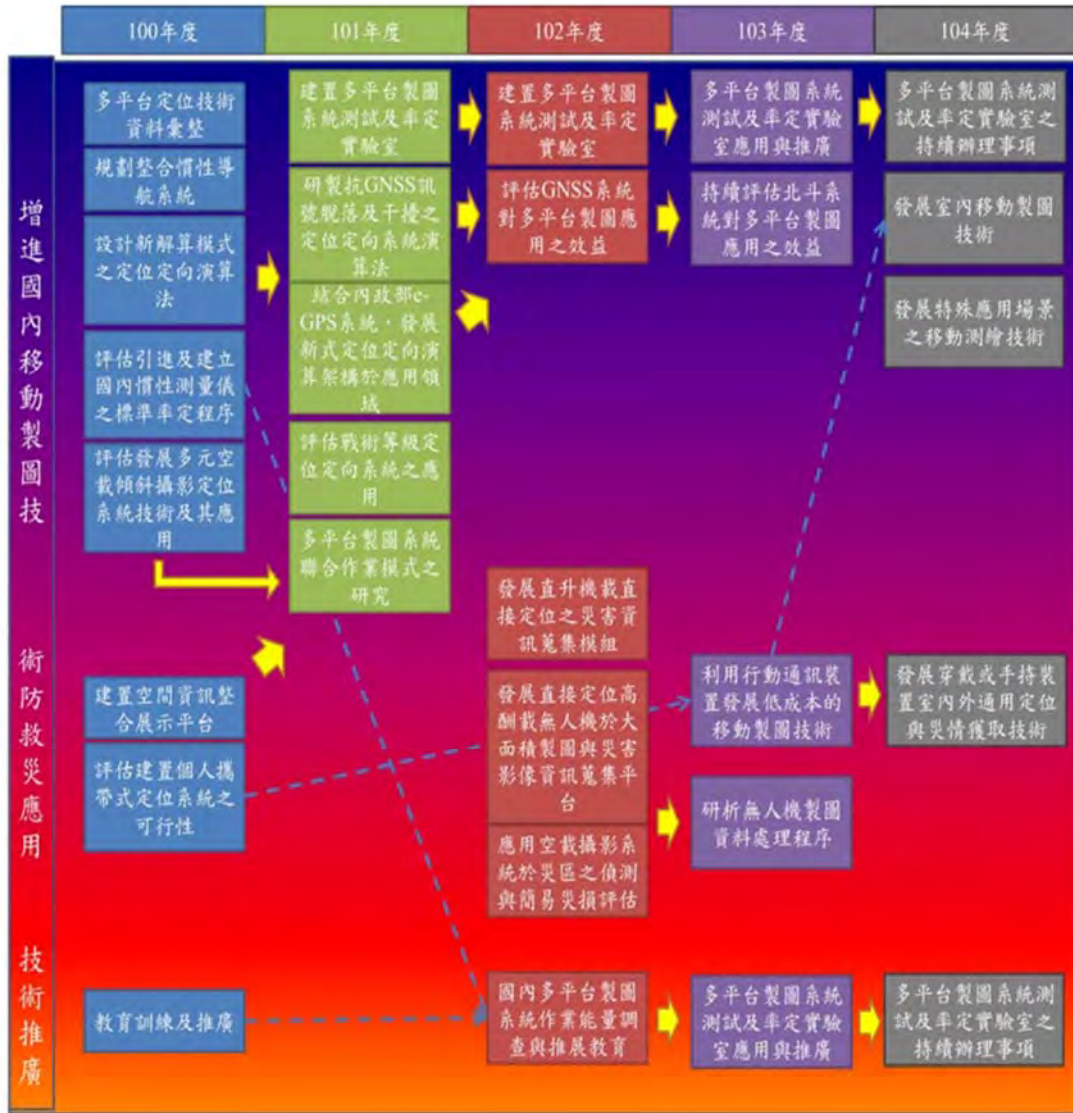 100年度
101年度
102年度
103年度
104年度
增進國內移動製圖技
術防救災應用
技術推廣
多平台定位技術
資料彙整
規劃整合慣性導
航系統
設計新解算模式
之定位定向演算
法
評估引進及建立
國內慣性測量儀
之標準率定程序
評估發展多元空
載傾斜攝影定位
系統技術及其應
用
建置空間資訊整
合展示平台
評估建置個人攜
帶式定位系統之
可行性
教育訓練及推廣
建置多平台製圖
系統測試及率定
實驗室
研製抗GNSS訊
號脫落及干擾之
定位定向系統演
算法
結合內政部e-
GPS系統，發展
新式定位定向演
算架構於應用領
域
評估戰術等級定
位定向系統之應
用
多平台製圖系統
聯合作業模式之
研究
建置多平台製圖
系統測試及率定
實驗室
評估GNSS系統
對多平台製圖應
用之效益
發展直升機載直
接定位之災害資
訊蒐集模組
發展直接定位高
酬載無人機於大
面積製圖與災害
影像資訊蒐集平
台
應用空載攝影系
統於災區之偵測
與簡易災損評估
國內多平台製圖
系統作業能量調
查與推展教育
多平台製圖系統
測試及率定實驗
室應用與推廣
持續評估北斗系
統對多平台製圖
應用之效益
利用行動通訊裝
置發展低成本的
移動製圖技術
研析無人機製圖
資料處理程序
多平台製圖系統
測試及率定實驗
室應用與推廣
多平台製圖系統測
試及率定實驗室之
持續辦理事項
發展室內移動製圖
技術
發展特殊應用場景
之移動測繪技術
發展穿戴或手持裝
置室內外通用定位
與災情獲取技術
多平台製圖系統測
試及率定實驗室之
持續辦理事項